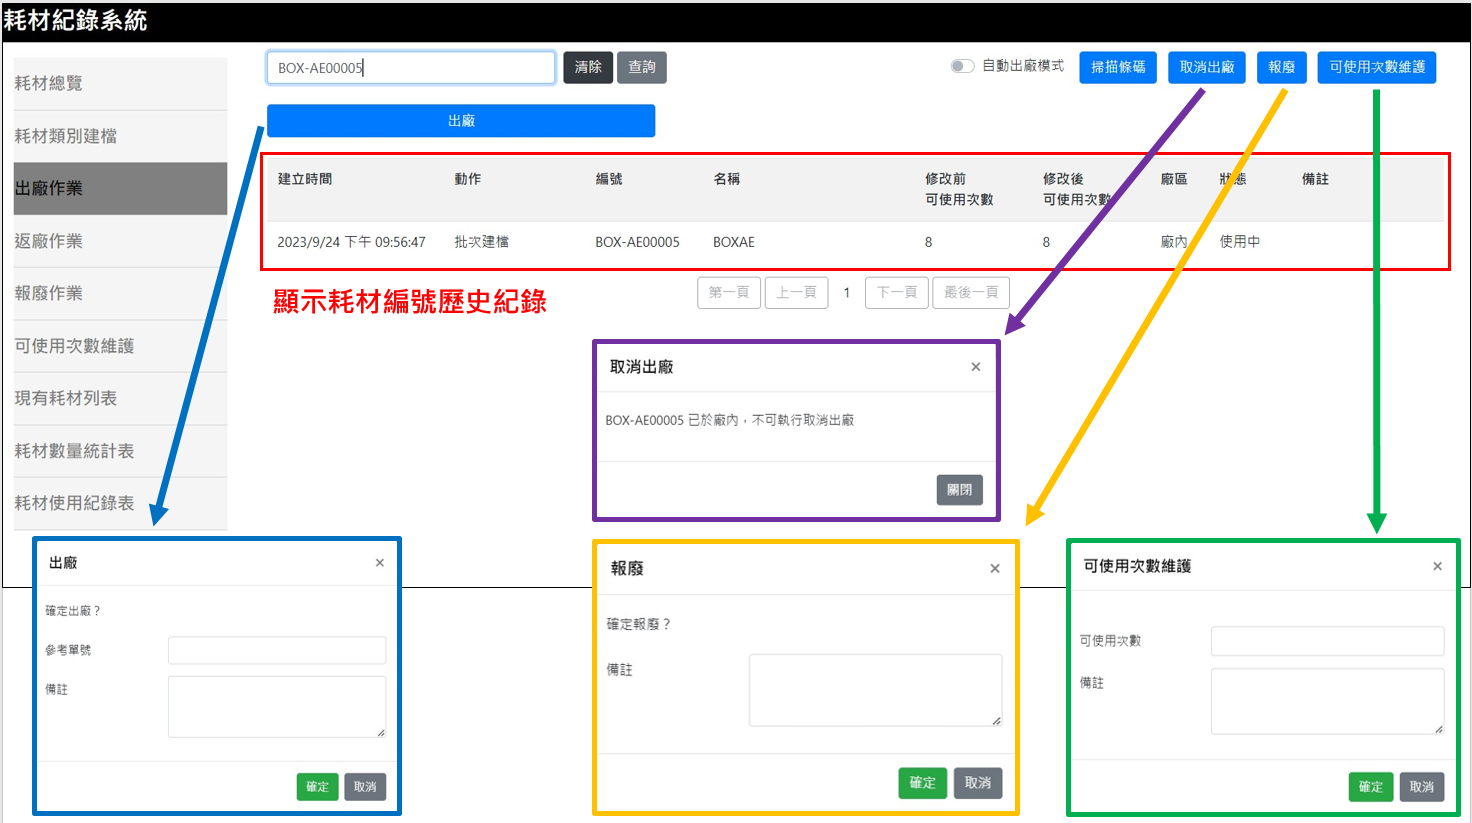 耗材紀錄系統
耗材總覽
耗材類別建檔
出廠作業
返廠作業
報廢作業
可使用次數維護
現有耗材列表
耗材數量統計表
耗材使用紀錄表
BOX-AE00005
清除
查詢
自動出廠模式
掃描條碼
取消出廠
報廢
可使用次數維護
出廠
建立時間 動作 編號 名稱 修改前 修改後 廠區 狀態 備註
可使用次數 可使用次數
2023/9/24 下午 09:56:47 批次建檔 BOX-AE00005 BOXAE 8 8 廠內 使用中
第一頁 上一頁 1 下一頁 最後一頁
顯示耗材編號歷史紀錄
取消出廠 ×
BOX-AE00005 已於廠內，不可執行取消出廠
關閉
出廠 ×
確定出廠？
參考單號
備註
確定 取消
報廢 ×
確定報廢？
備註
確定 取消
可使用次數維護 ×
可使用次數
備註
確定 取消